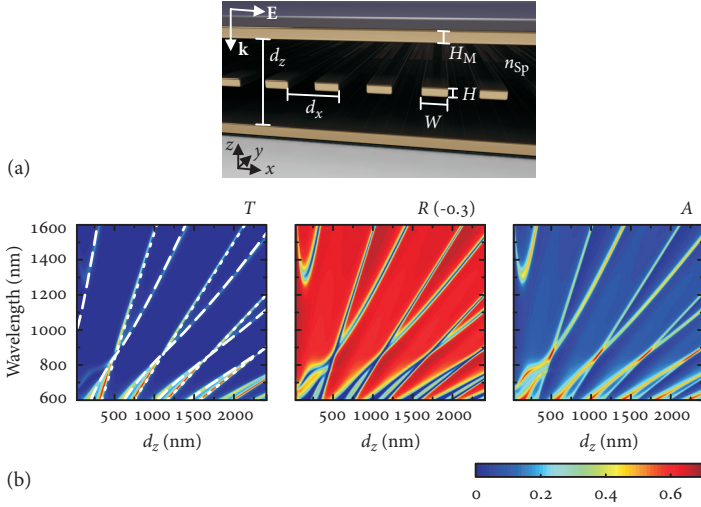 E
k
d_z
H_M
n_Sp
d_x
H
W
z
y
x
(a)
T
R (-0.3)
A
Wavelength (nm)
1600
1400
1200
1000
800
600
500 1000 1500 2000
500 1000 1500 2000
500 1000 1500 2000
d_z (nm)
d_z (nm)
d_z (nm)
(b)
0 0.2 0.4 0.6